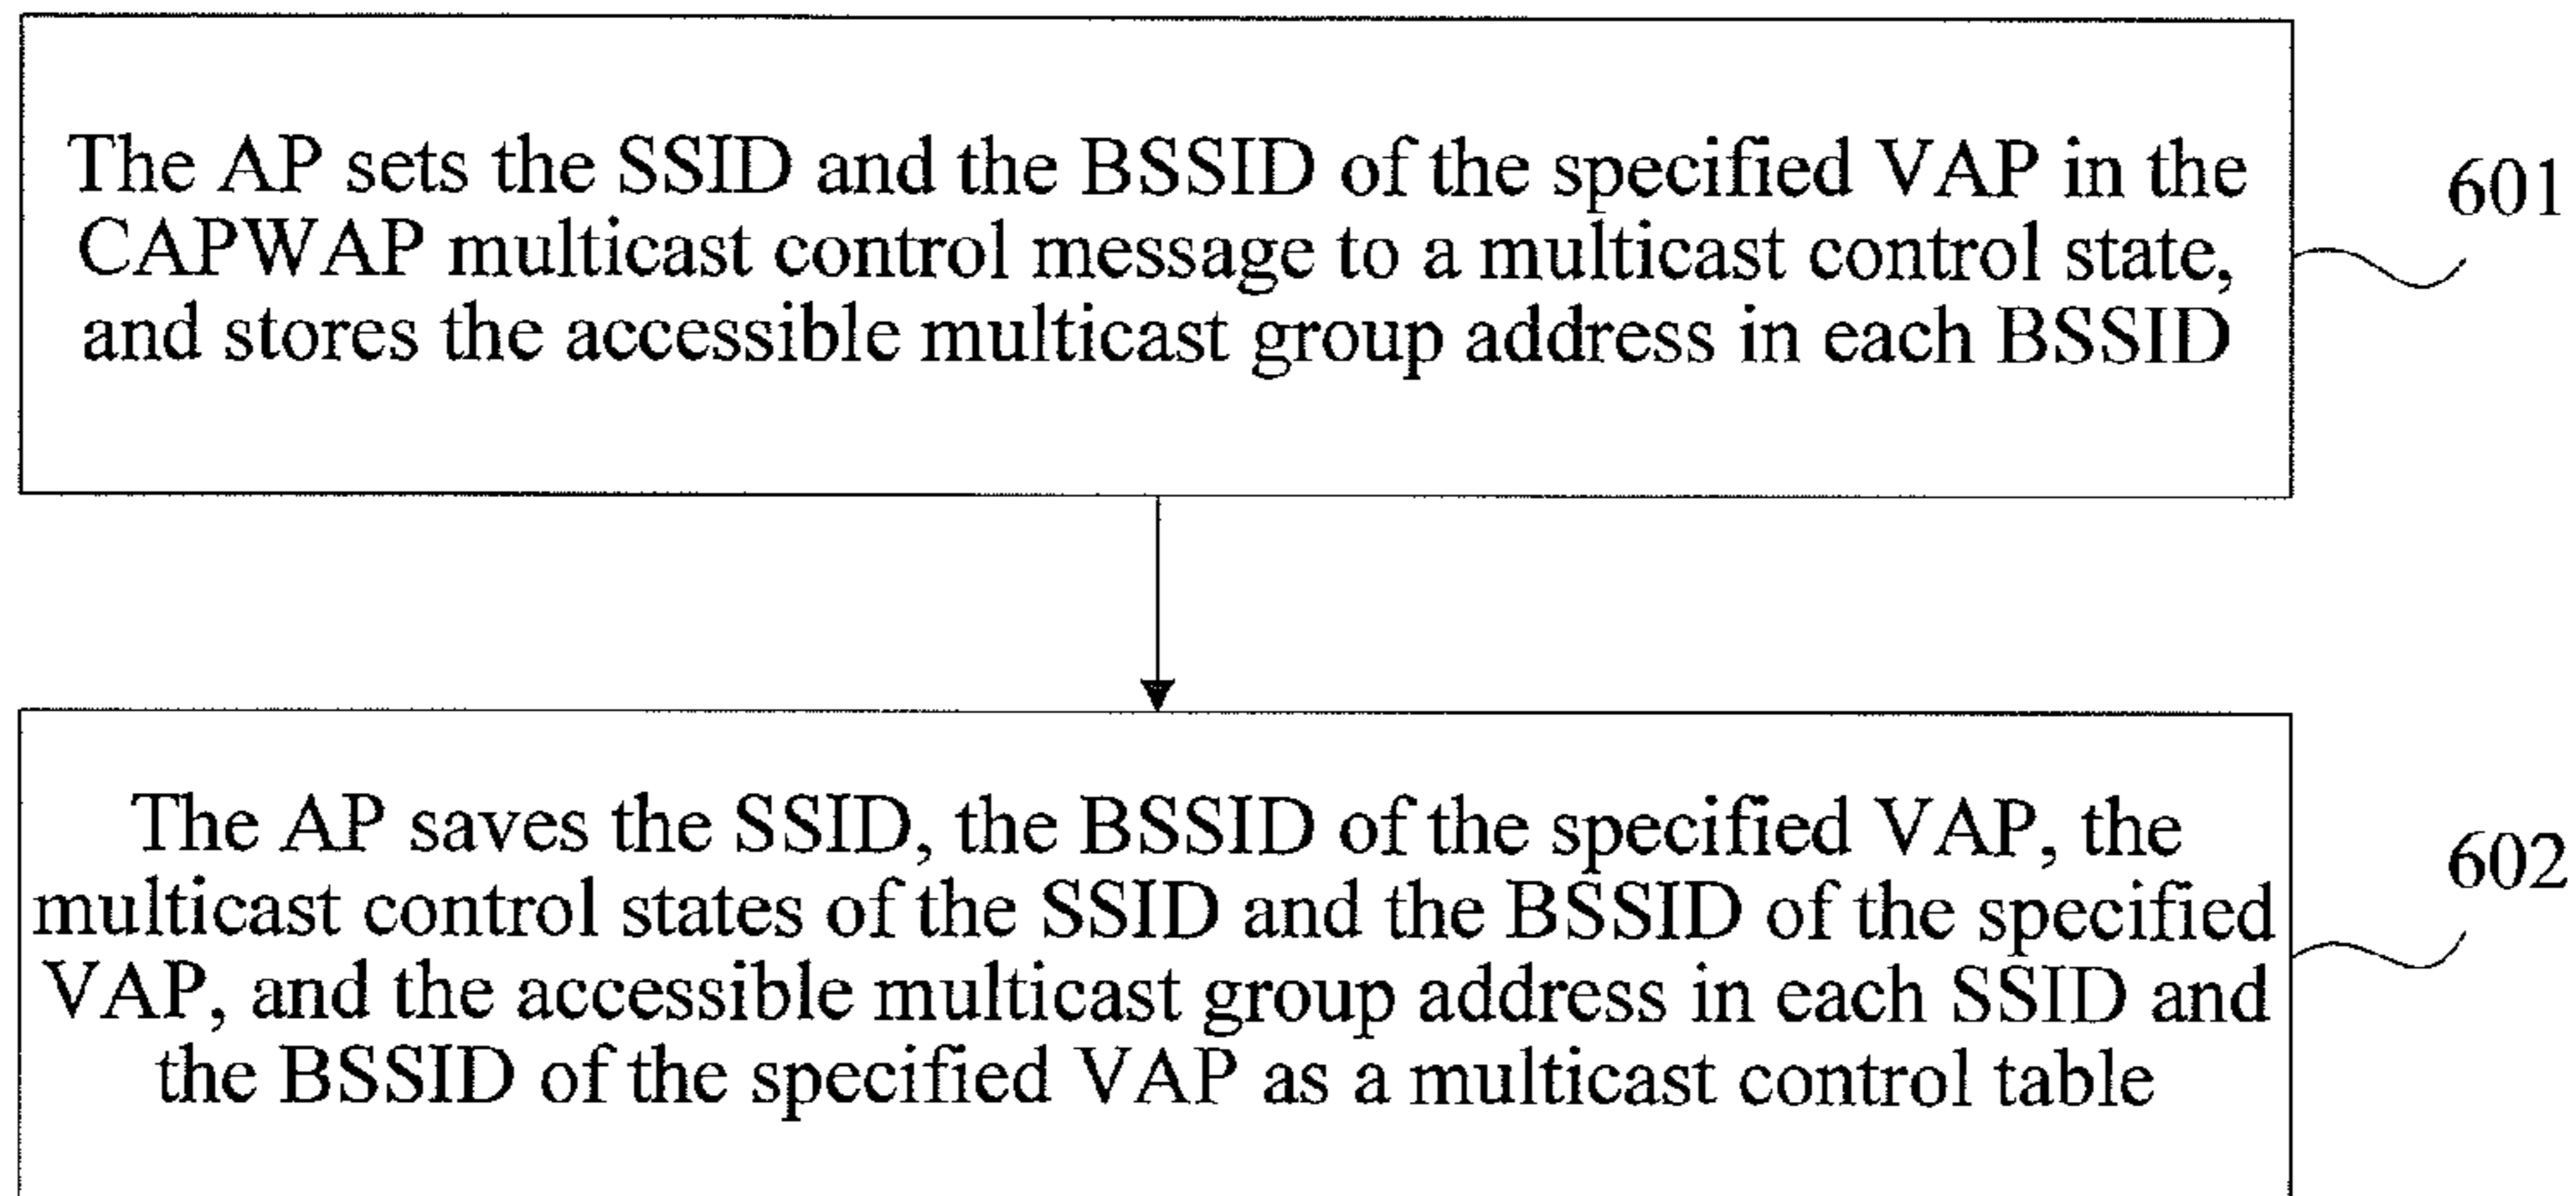 The AP sets the SSID and the BSSID of the specified VAP in the
CAPWAP multicast control message to a multicast control state,
and stores the accessible multicast group address in each BSSID
601
The AP saves the SSID, the BSSID of the specified VAP, the
multicast control states of the SSID and the BSSID of the specified
VAP, and the accessible multicast group address in each SSID and
the BSSID of the specified VAP as a multicast control table
602